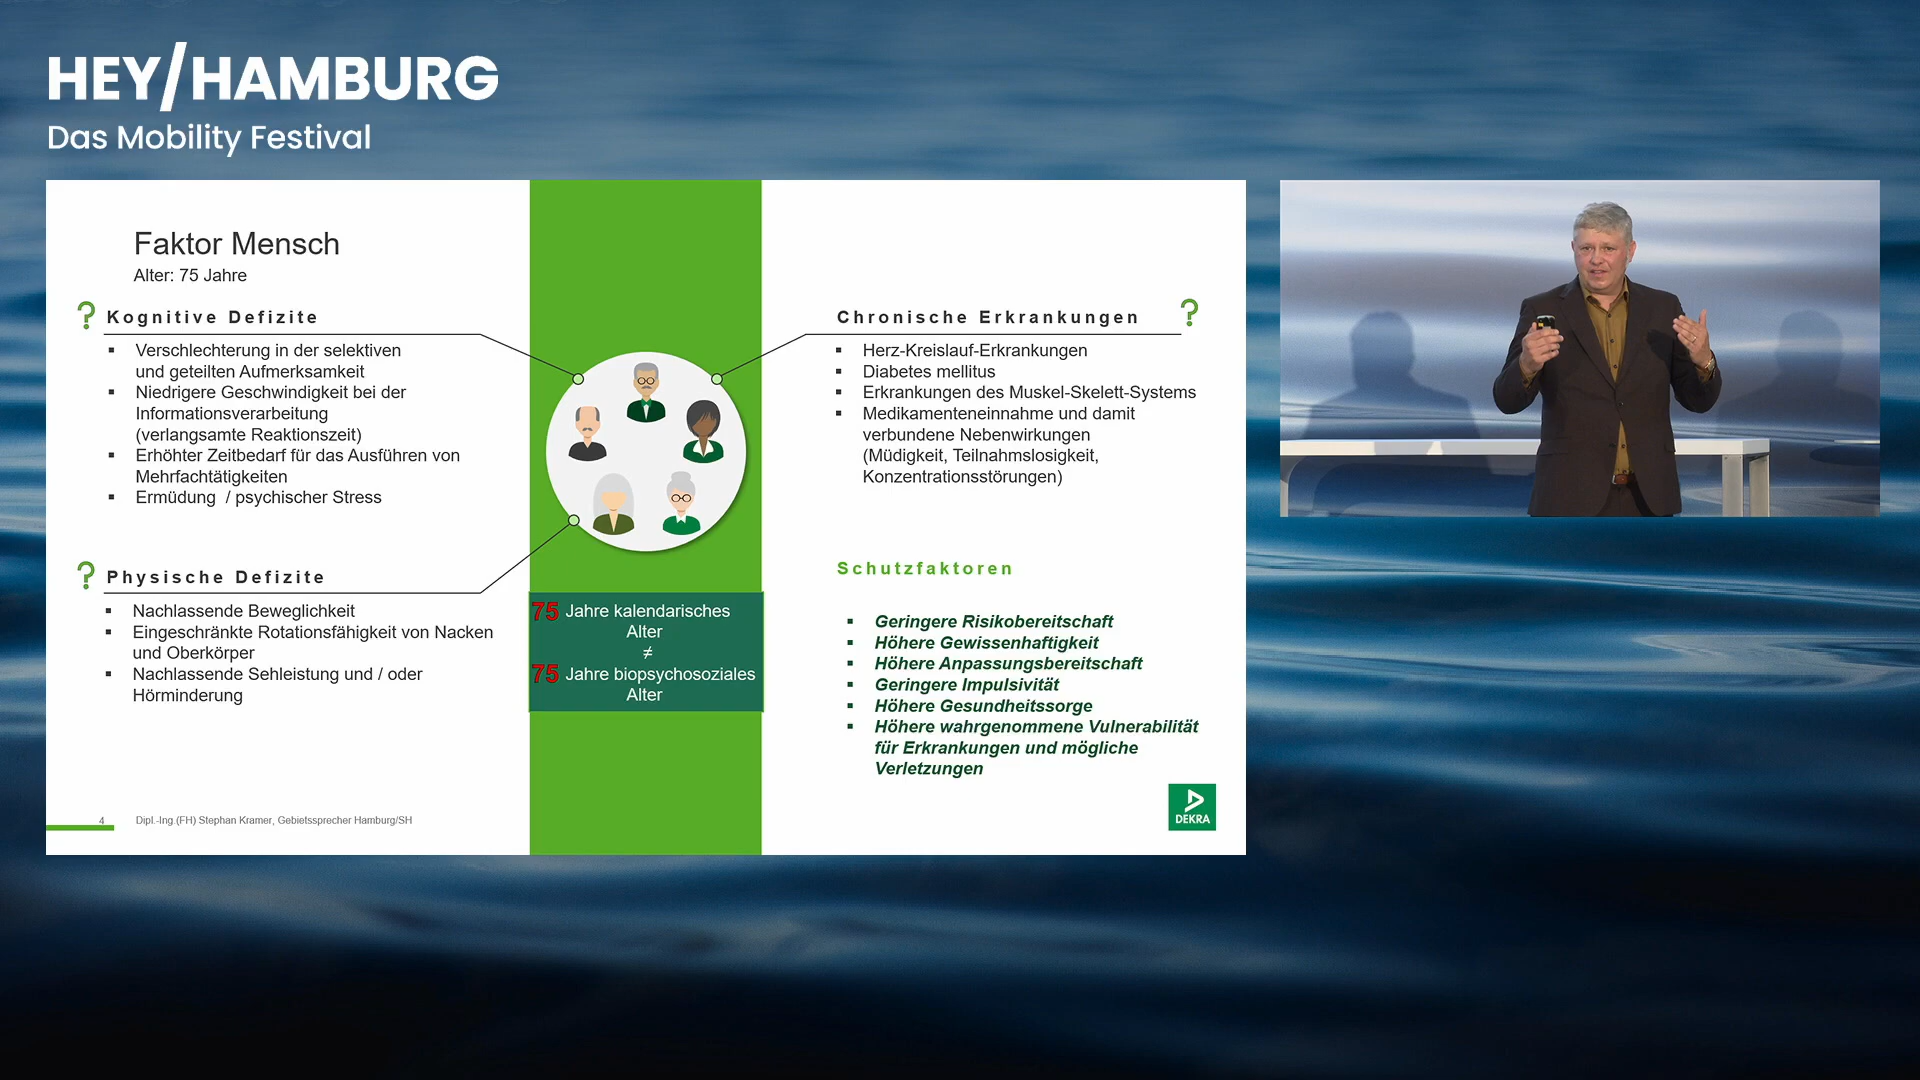 HEY/HAMBURG
Das Mobility Festival
Faktor Mensch
Alter: 75 Jahre
? Kognitive Defizite
▪ Verschlechterung in der selektiven
und geteilten Aufmerksamkeit
▪ Niedrigere Geschwindigkeit bei der
Informationsverarbeitung
(verlangsamte Reaktionszeit)
▪ Erhöhter Zeitbedarf für das Ausführen von
Mehrfachtätigkeiten
▪ Ermüdung / psychischer Stress
? Physische Defizite
▪ Nachlassende Beweglichkeit
▪ Eingeschränkte Rotationsfähigkeit von Nacken
und Oberkörper
▪ Nachlassende Sehleistung und / oder
Hörminderung
75 Jahre kalendarisches
Alter
≠
75 Jahre biopsychosoziales
Alter
Chronische Erkrankungen ?
▪ Herz-Kreislauf-Erkrankungen
▪ Diabetes mellitus
▪ Erkrankungen des Muskel-Skelett-Systems
▪ Medikamenteneinnahme und damit
verbundene Nebenwirkungen
(Müdigkeit, Teilnahmslosigkeit,
Konzentrationsstörungen)
Schutzfaktoren
▪ Geringere Risikobereitschaft
▪ Höhere Gewissenhaftigkeit
▪ Höhere Anpassungsbereitschaft
▪ Geringere Impulsivität
▪ Höhere Gesundheitssorge
▪ Höhere wahrgenommene Vulnerabilität
für Erkrankungen und mögliche
Verletzungen
4 Dipl.-Ing.(FH) Stephan Kramer, Gebietssprecher Hamburg/SH
DEKRA